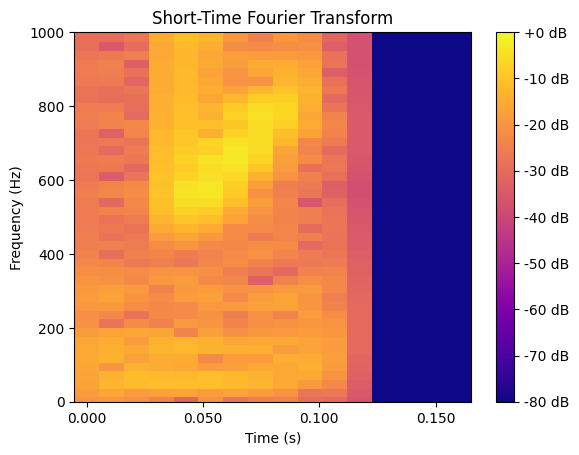 Short-Time Fourier Transform
1000
800
600
400
200
0
Frequency (Hz)
0.000
0.050
0.100
0.150
Time (s)
+0 dB
-10 dB
-20 dB
-30 dB
-40 dB
-50 dB
-60 dB
-70 dB
-80 dB